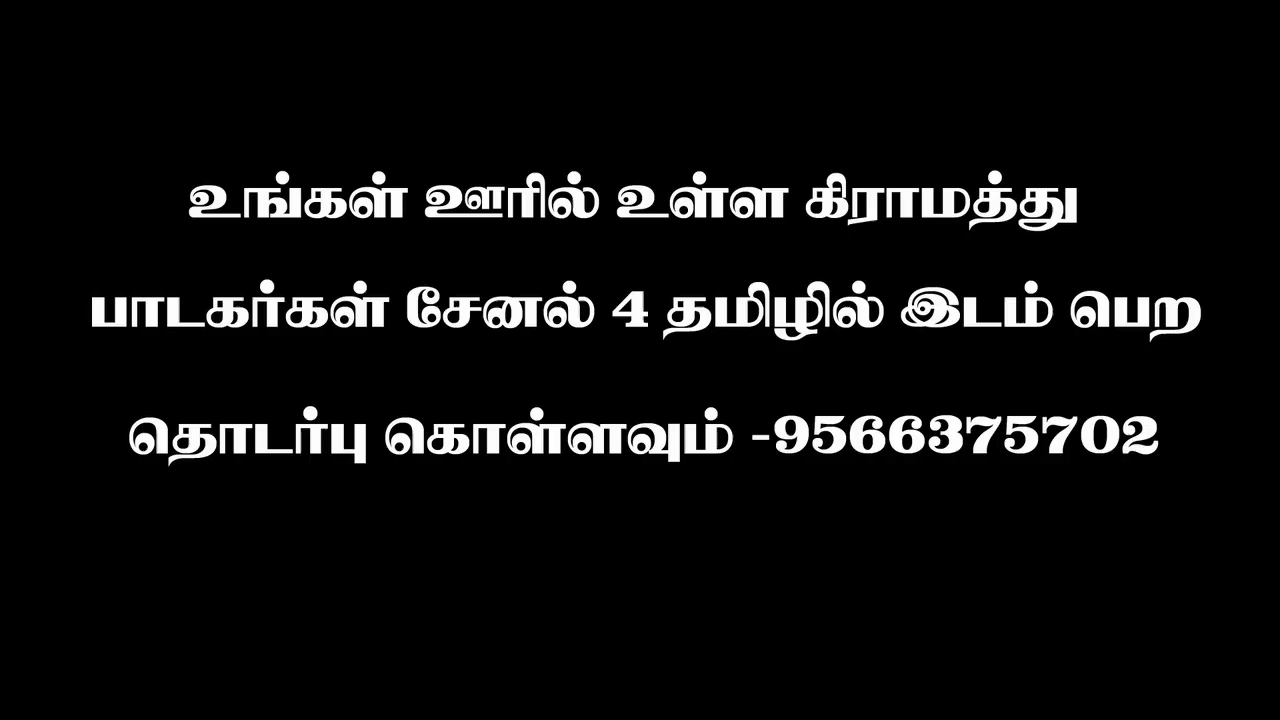 உங்கள் ஊரில் உள்ள கிராமத்து
பாடகர்கள் சேனல் 4 தமிழில் இடம் பெற
தொடர்பு கொள்ளவும் -9566375702